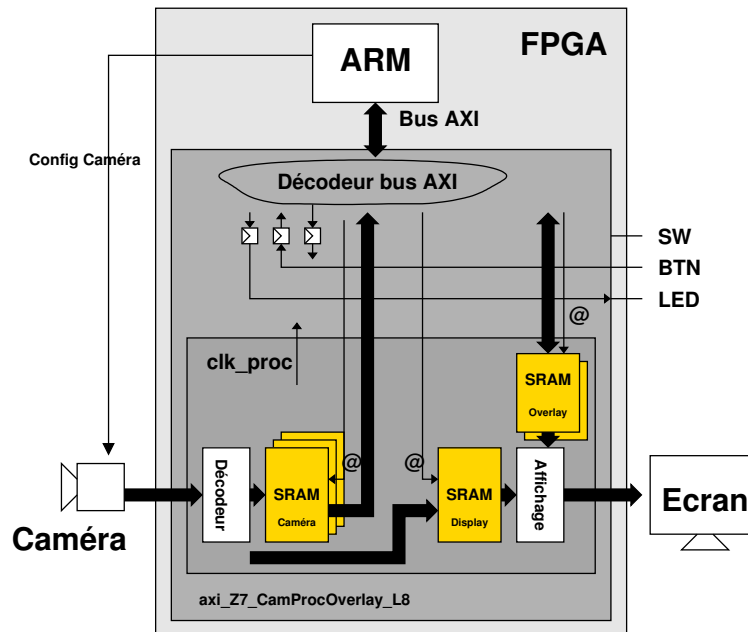 FPGA
ARM
Bus AXI
Config Caméra
Décodeur bus AXI
SW
BTN
LED
@
clk_proc
SRAM
Overlay
@
@
Décodeur
SRAM
Caméra
SRAM
Display
Affichage
Ecran
Caméra
axi_Z7_CamProcOverlay_L8